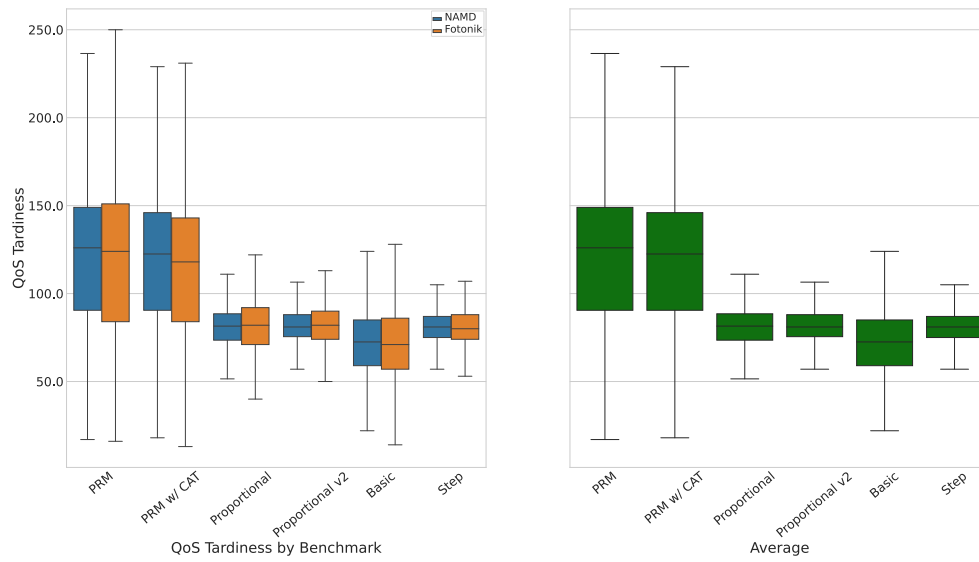 NAMD
Fotonik
250.0
200.0
150.0
100.0
50.0
QoS Tardiness
PRM
PRM w/ CAT
Proportional
Proportional v2
Basic
Step
QoS Tardiness by Benchmark
PRM
PRM w/ CAT
Proportional
Proportional v2
Basic
Step
Average